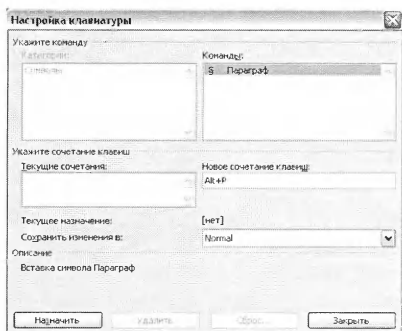 Настройка клавиатуры
Укажите команду
Категории:
Команды:
Символы
§ Параграф
Укажите сочетание клавиш
Текущие сочетания:
Новое сочетание клавиш:
Alt+P
Текущее назначение:
[нет]
Сохранить изменения в:
Normal
Описание
Вставка символа Параграф
Назначить
Удалить
Сброс...
Закрыть